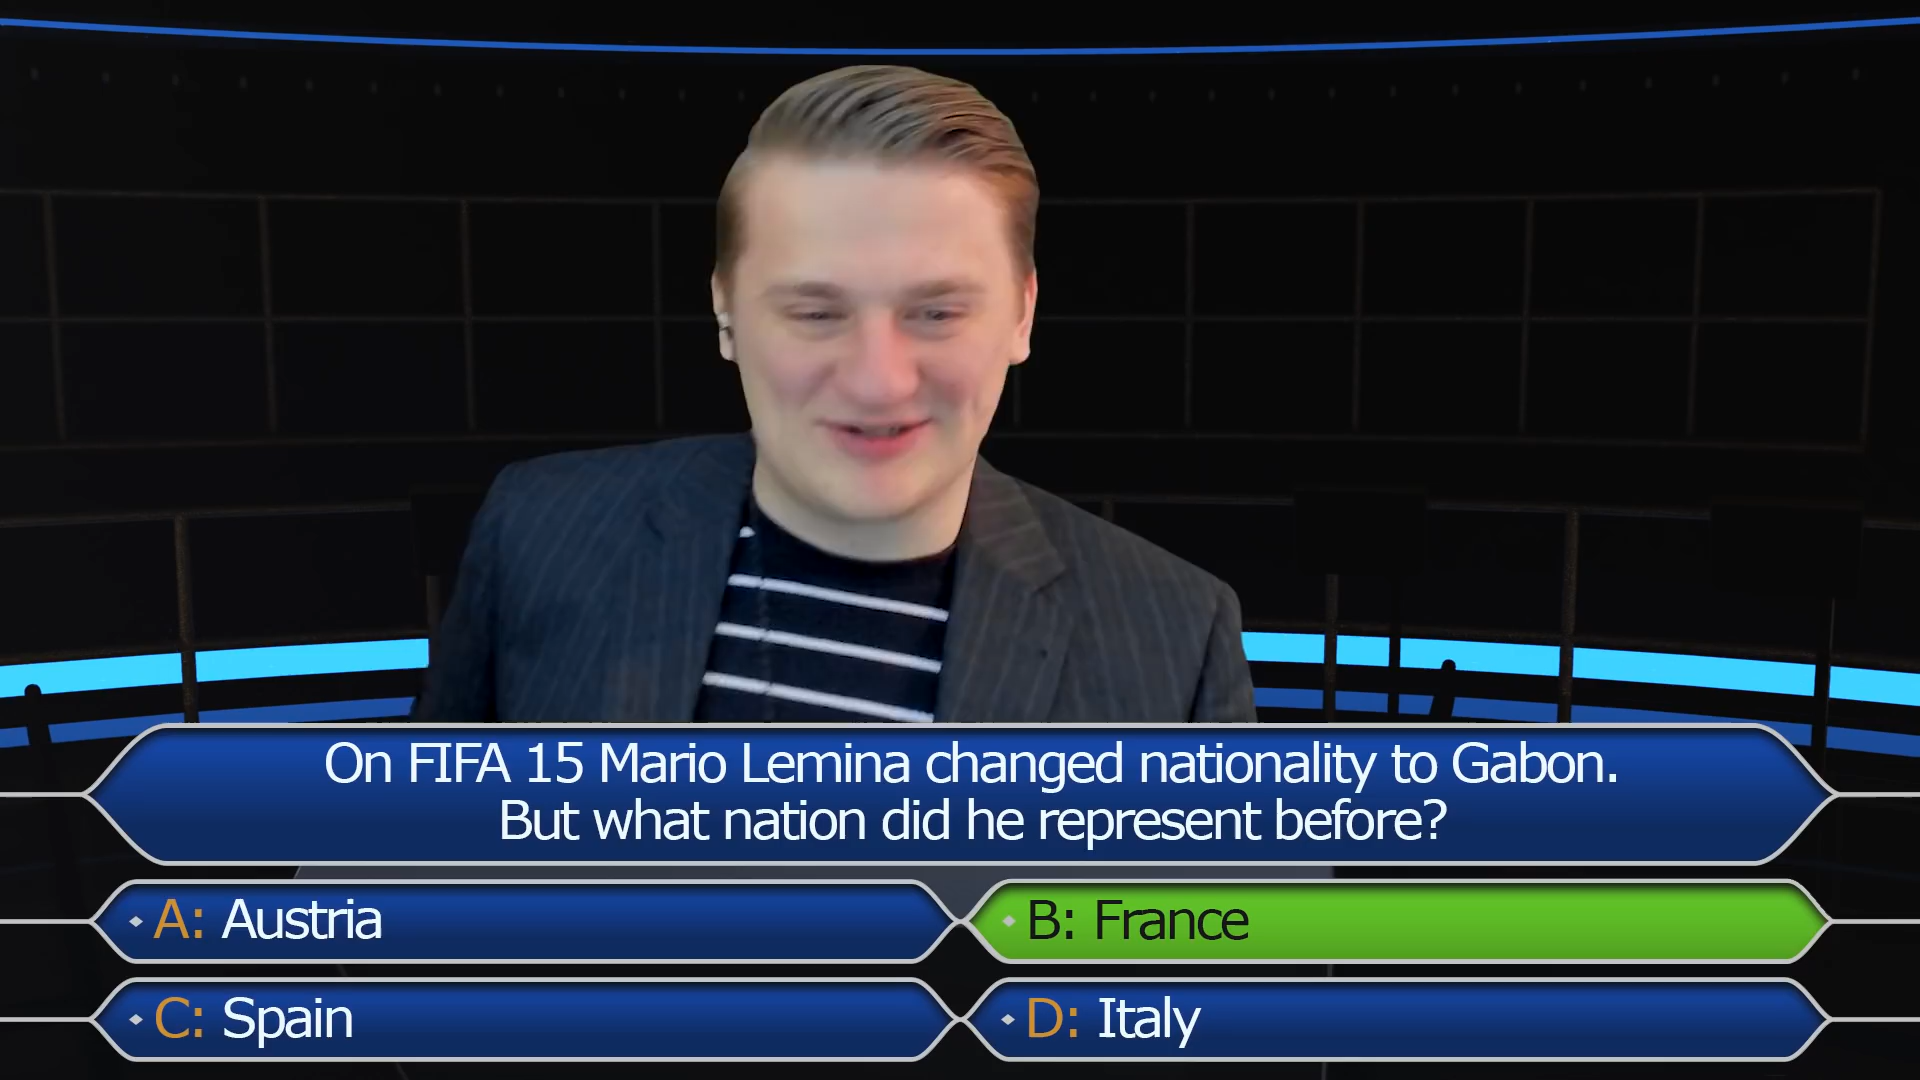 On FIFA 15 Mario Lemina changed nationality to Gabon.
But what nation did he represent before?
A: Austria
B: France
C: Spain
D: Italy